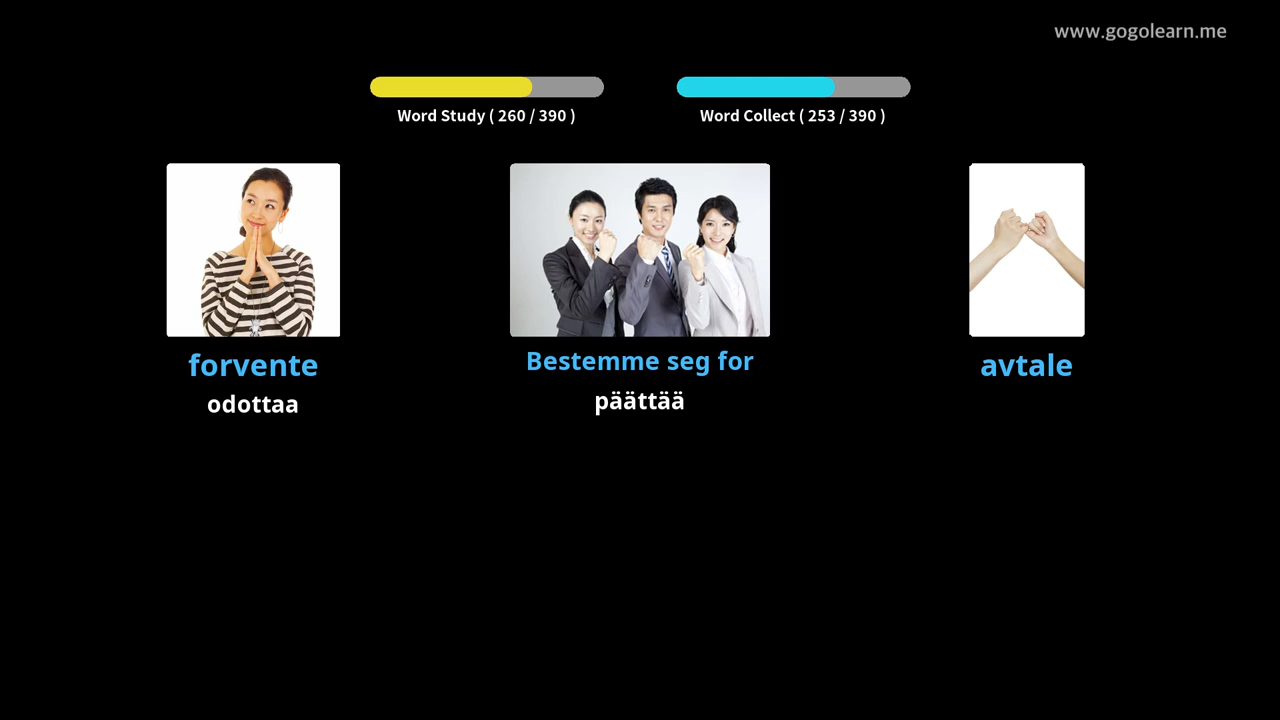 www.gogolearn.me
Word Study ( 260 / 390 )
Word Collect ( 253 / 390 )
forvente
odottaa
Bestemme seg for
päättää
avtale